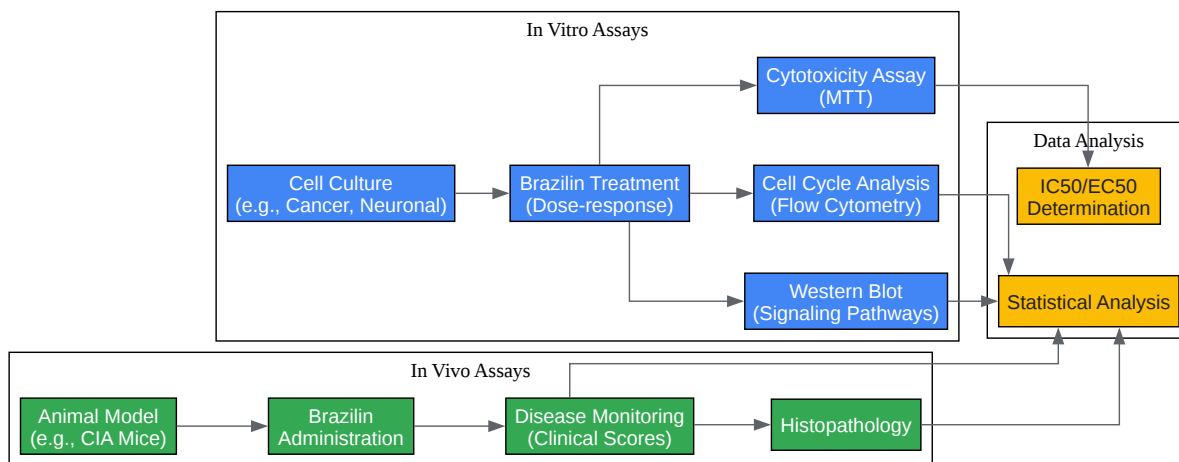 In Vitro Assays
Cytotoxicity Assay
(MTT)
Cell Culture
(e.g., Cancer, Neuronal)
Brazilin Treatment
(Dose-response)
Cell Cycle Analysis
(Flow Cytometry)
Western Blot
(Signaling Pathways)
Data Analysis
IC50/EC50
Determination
Statistical Analysis
In Vivo Assays
Animal Model
(e.g., CIA Mice)
Brazilin
Administration
Disease Monitoring
(Clinical Scores)
Histopathology